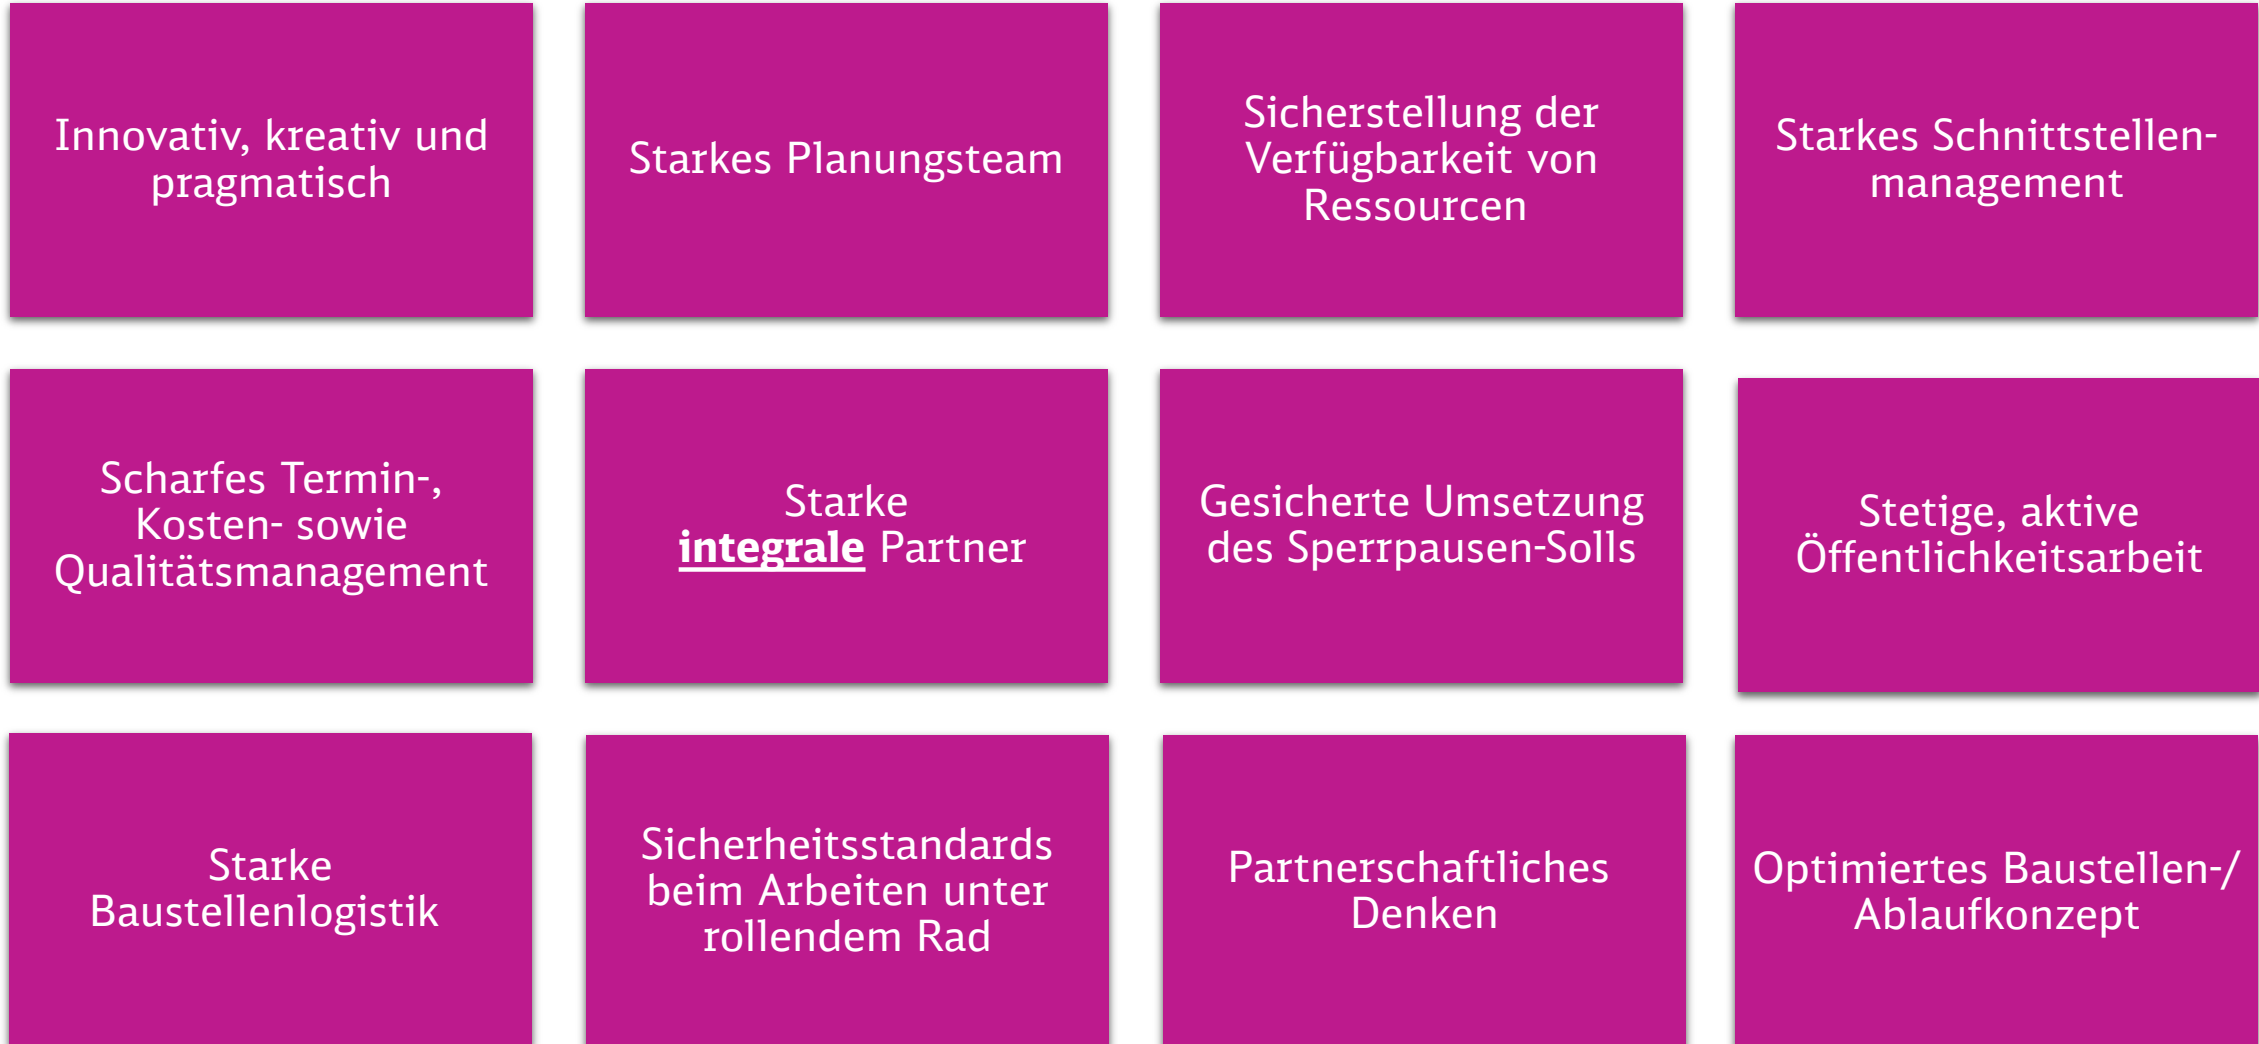 Innovativ, kreativ und
pragmatisch
Starkes Planungsteam
Sicherstellung der
Verfügbarkeit von
Ressourcen
Starkes Schnittstellen-
management
Scharfes Termin-,
Kosten- sowie
Qualitätsmanagement
Starke
integrale Partner
Gesicherte Umsetzung
des Sperrpausen-Solls
Stetige, aktive
Öffentlichkeitsarbeit
Starke
Baustellenlogistik
Sicherheitsstandards
beim Arbeiten unter
rollendem Rad
Partnerschaftliches
Denken
Optimiertes Baustellen-/
Ablaufkonzept